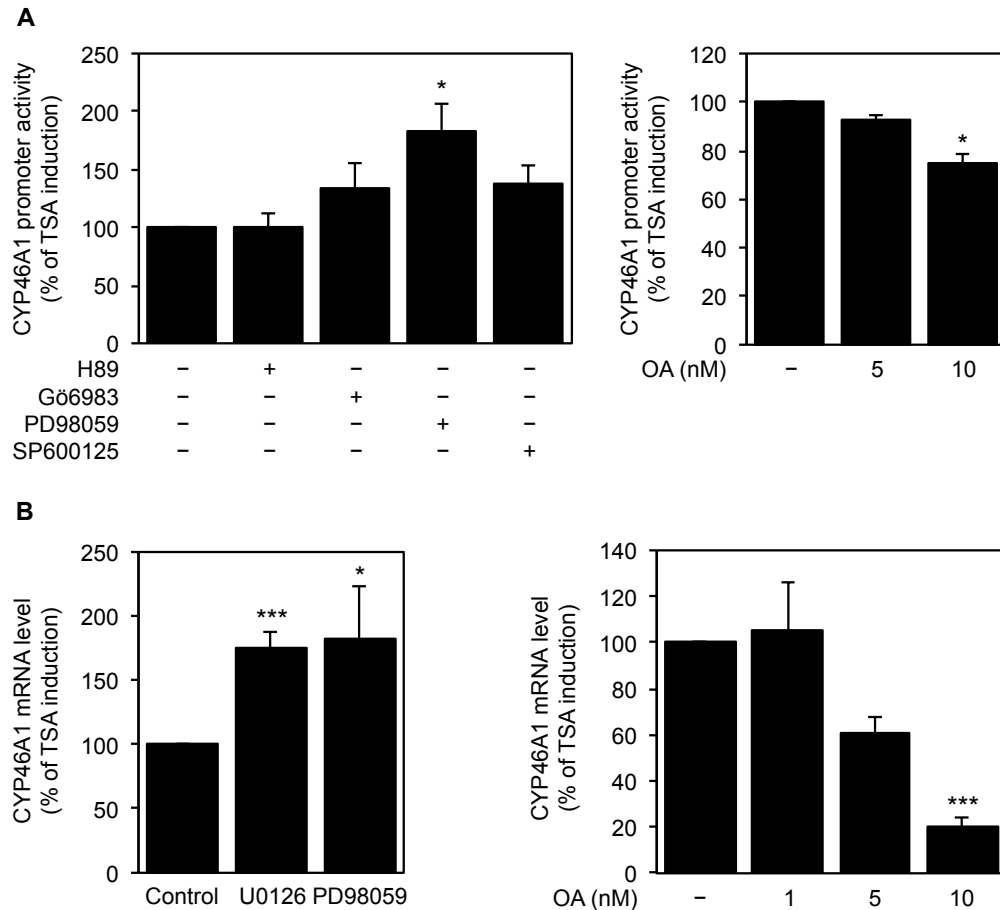 A
CYP46A1 promoter activity
(% of TSA induction)
250
200
150
100
50
0
*
H89 − + − − −
Gö6983 − − + − −
PD98059 − − − + −
SP600125 − − − − +
CYP46A1 promoter activity
(% of TSA induction)
120
100
80
60
40
20
0
*
OA (nM) − 5 10
B
CYP46A1 mRNA level
(% of TSA induction)
250
200
150
100
50
0
***
*
Control U0126 PD98059
CYP46A1 mRNA level
(% of TSA induction)
140
120
100
80
60
40
20
0
***
OA (nM) − 1 5 10